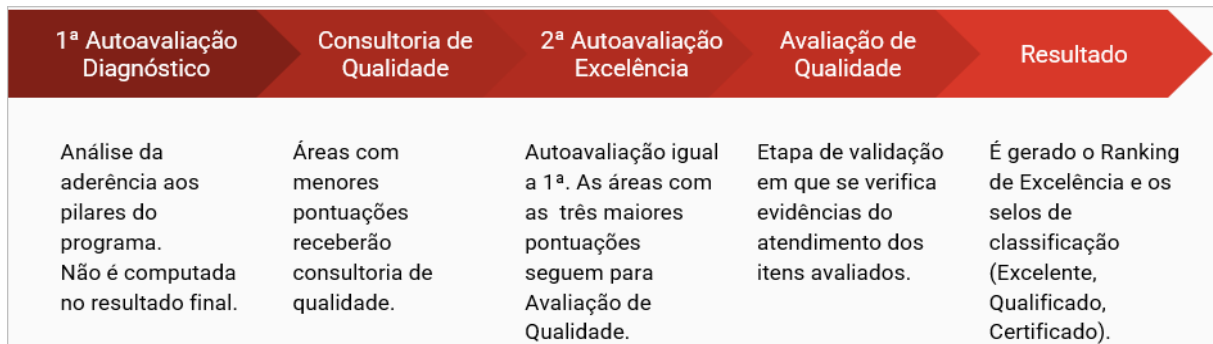 1ª Autoavaliação
Diagnóstico
Consultoria de
Qualidade
2ª Autoavaliação
Excelência
Avaliação de
Qualidade
Resultado
Análise da
aderência aos
pilares do
programa.
Não é computada
no resultado final.
Áreas com
menores
pontuações
receberão
consultoria de
qualidade.
Autoavaliação igual
a 1ª. As áreas com
as três maiores
pontuações
seguem para
Avaliação de
Qualidade.
Etapa de validação
em que se verifica
evidências do
atendimento dos
itens avaliados.
É gerado o Ranking
de Excelência e os
selos de
classificação
(Excelente,
Qualificado,
Certificado).